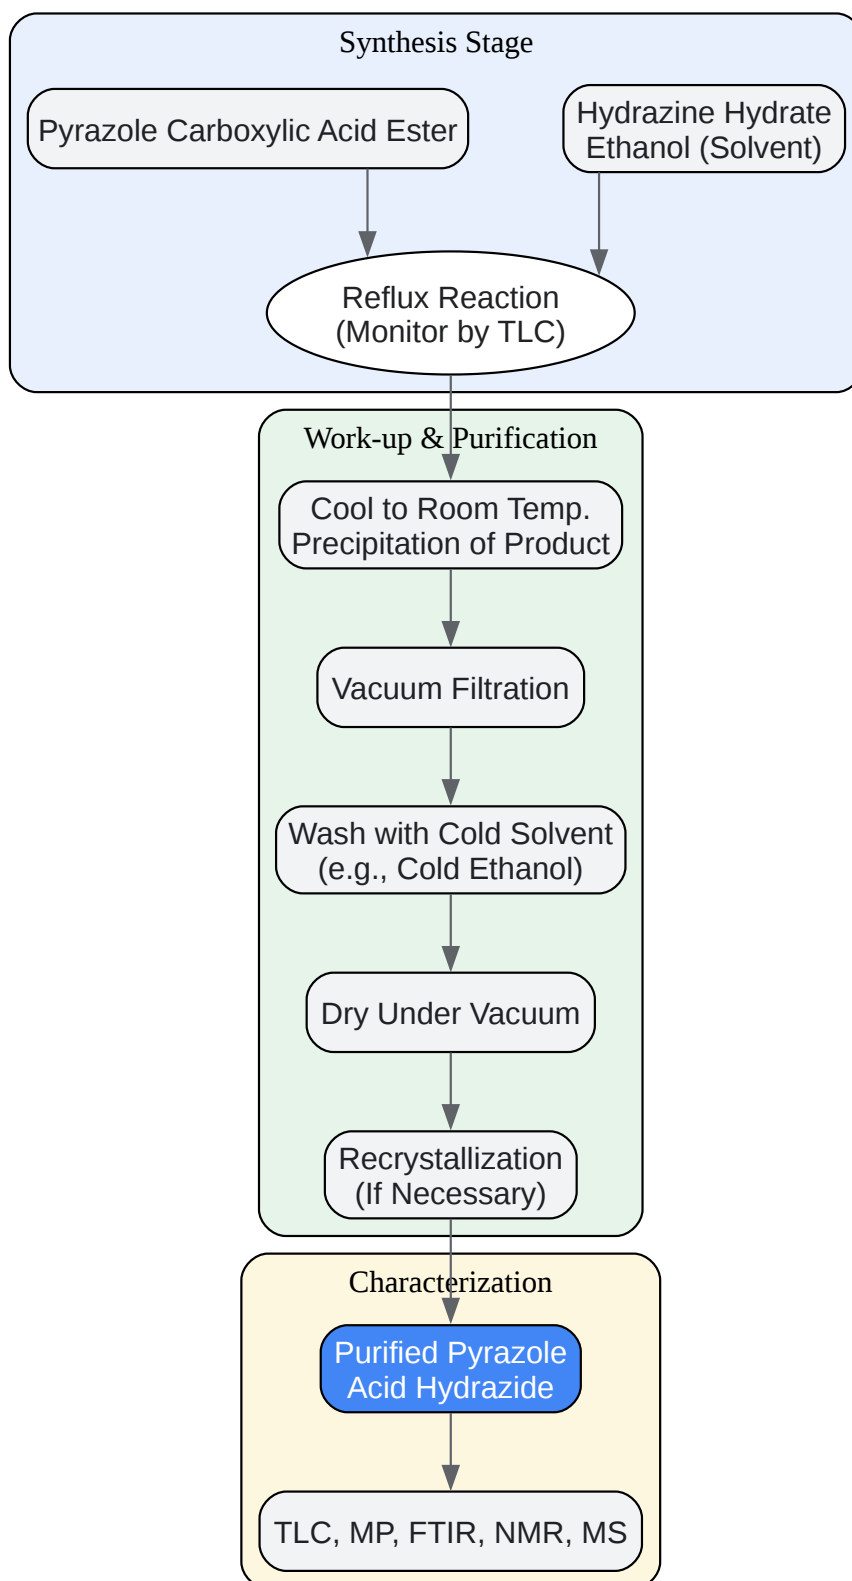 Synthesis Stage
Pyrazole Carboxylic Acid Ester
Hydrazine Hydrate
Ethanol (Solvent)
Reflux Reaction
(Monitor by TLC)
Work-up & Purification
Cool to Room Temp.
Precipitation of Product
Vacuum Filtration
Wash with Cold Solvent
(e.g., Cold Ethanol)
Dry Under Vacuum
Recrystallization
(If Necessary)
Characterization
Purified Pyrazole
Acid Hydrazide
TLC, MP, FTIR, NMR, MS